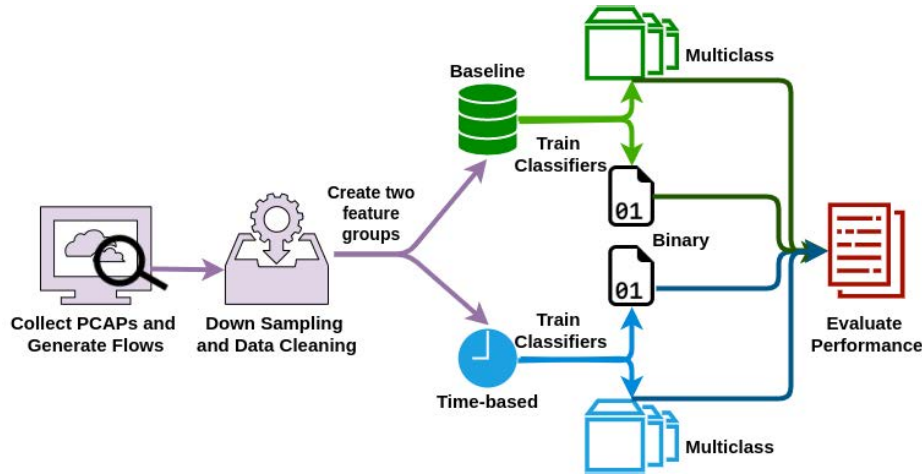 Multiclass
Baseline
Train
Classifiers
Create two
feature
groups
01
Binary
01
Collect PCAPs and
Generate Flows
Down Sampling
and Data Cleaning
Train
Classifiers
Evaluate
Performance
Time-based
Multiclass